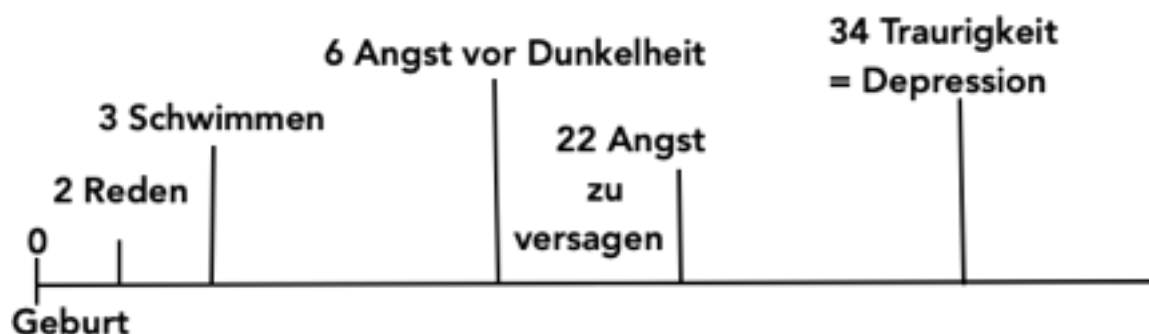 34 Traurigkeit
= Depression
6 Angst vor Dunkelheit
3 Schwimmen
22 Angst
zu
versagen
2 Reden
0
Geburt